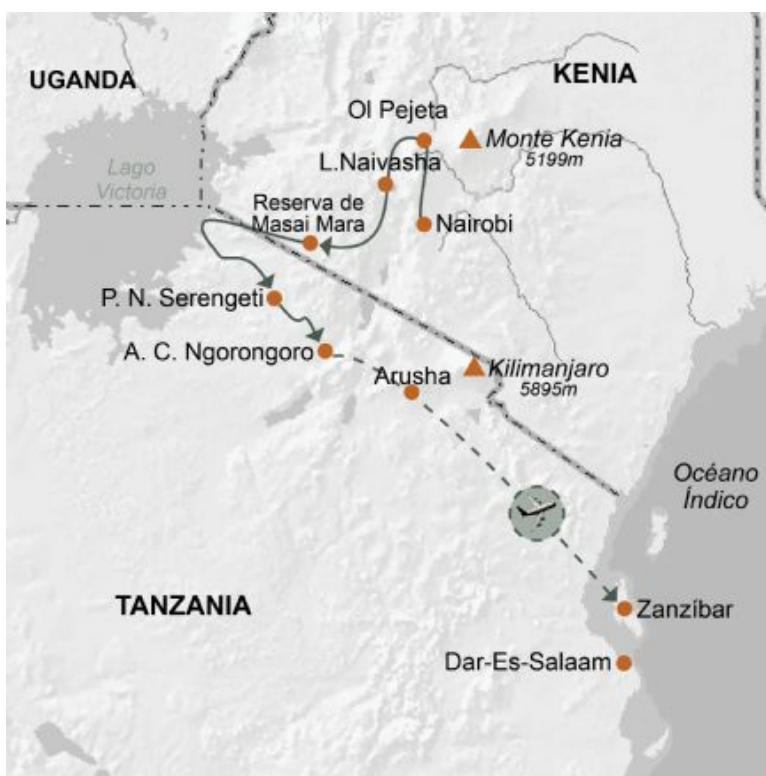 UGANDA
KENIA
Ol Pejeta
Monte Kenia
5199m
L.Naivasha
Lago
Victoria
Reserva de
Masai Mara
Nairobi
P. N. Serengeti
A. C. Ngorongoro
Arusha
Kilimanjaro
5895m
Océano
Índico
TANZANIA
Zanzíbar
Dar-Es-Salaam